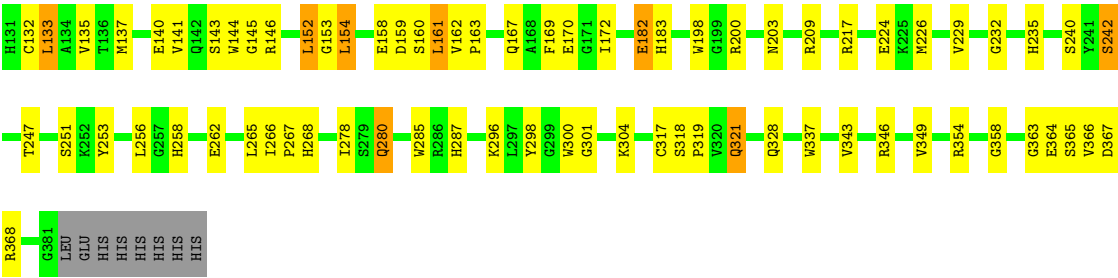 H131 C132 L133 A134 V135 T136 M137 E140 V141 Q142 S143 W144 G145 R146 L152 G153 L154 E158 D159 S160 L161 V162 P163 Q167 A168 F169 E170 G171 I172 E182 H183 W198 G199 R200 N203 R209 R217 E224 K225 M226 V229 G232 H235 S240 Y241 S242
T247 S251 K252 Y253 L256 G257 H258 E262 L265 I266 P267 H268 I278 S279 Q280 W285 R286 H287 K296 L297 Y298 G299 W300 G301 K304 C317 S318 P319 V320 Q321 Q328 W337 V343 R346 V349 R354 G358 G363 E364 S365 V366 D367
R368 G381 LEU GLU HIS HIS HIS HIS HIS HIS